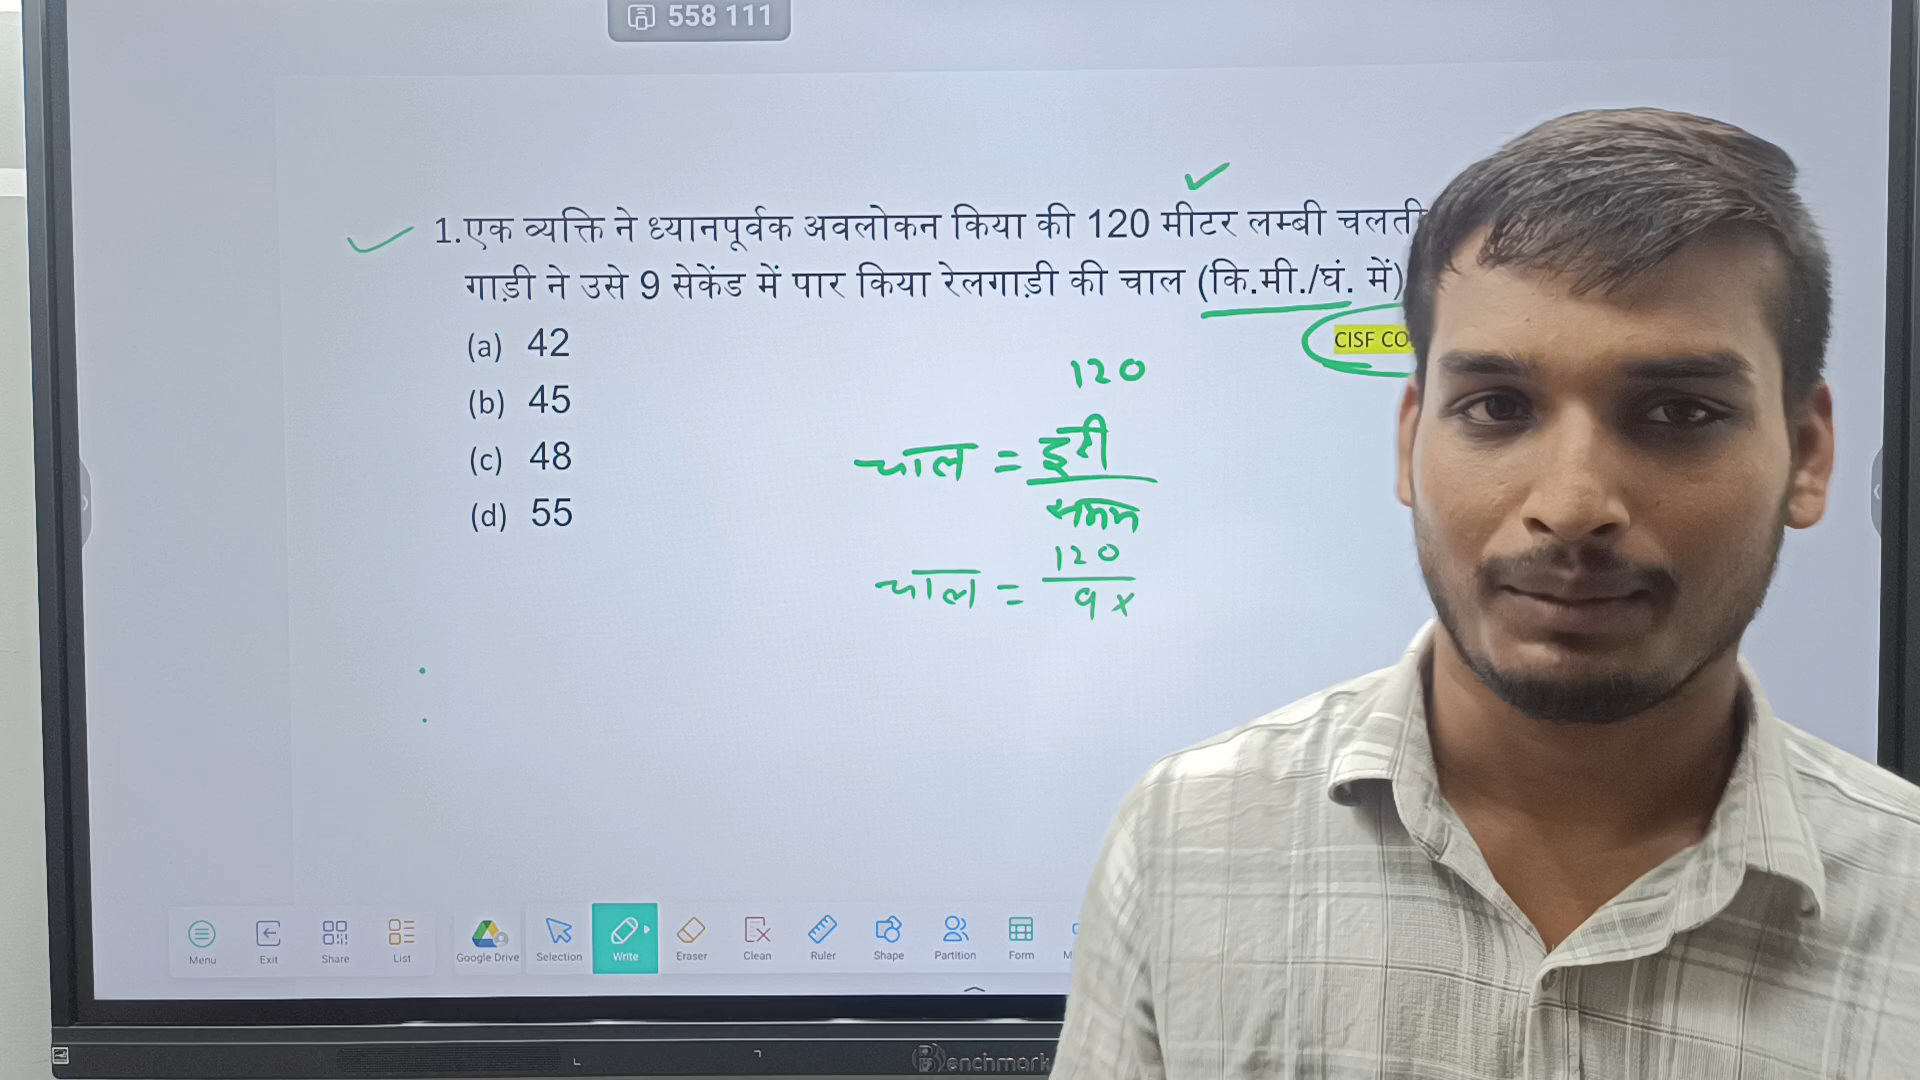 558 111
1.एक व्यक्ति ने ध्यानपूर्वक अवलोकन किया की 120 मीटर लम्बी चलती
गाड़ी ने उसे 9 सेकेंड में पार किया रेलगाड़ी की चाल (कि.मी./घं. में)
CISF CO
(a) 42
(b) 45
(c) 48
(d) 55
120
चाल = दूरी
समय
चाल = 120
9 x
Menu Exit Share List Google Drive Selection Write Eraser Clean Ruler Shape Partition Form
Benchmark